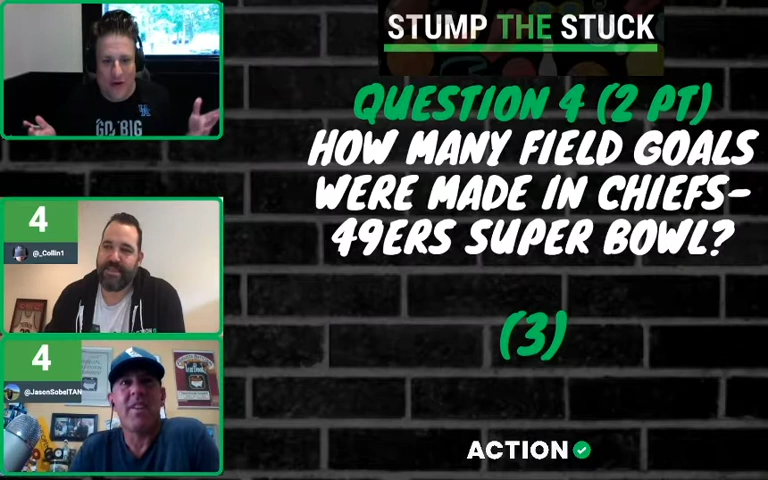 STUMP THE STUCK
QUESTION 4 (2 PT)
HOW MANY FIELD GOALS
WERE MADE IN CHIEFS-
49ERS SUPER BOWL?
(3)
ACTION
GO BIG
4
@_Collin1
4
@JasonSobelTAN